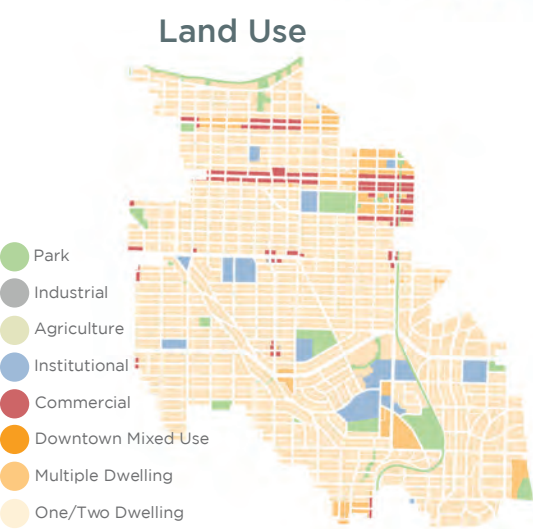 Land Use
Park
Industrial
Agriculture
Institutional
Commercial
Downtown Mixed Use
Multiple Dwelling
One/Two Dwelling